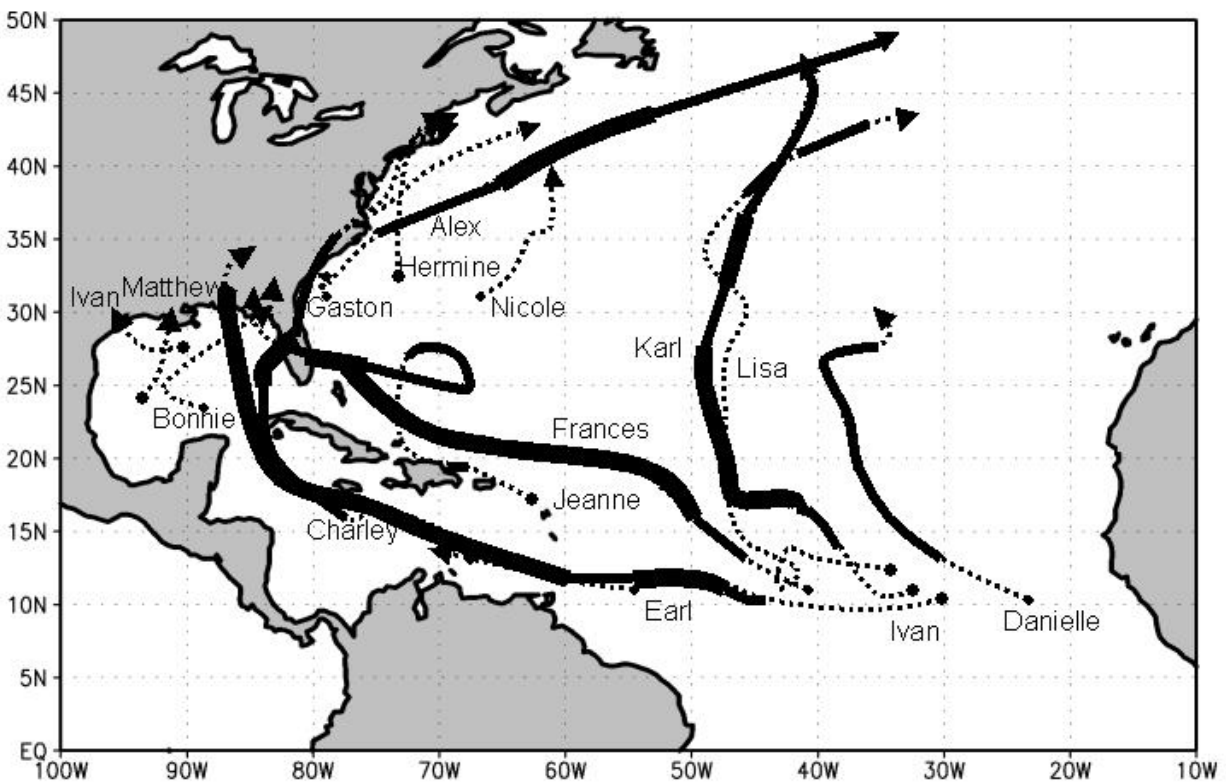 50N
45N
40N
35N
30N
25N
20N
15N
10N
5N
EQ
Alex
Hermine
Matthew
Ivan
Gaston
Nicole
Karl
Lisa
Bonnie
Frances
Jeanne
Charley
Earl
Ivan
Danielle
100W 90W 80W 70W 60W 50W 40W 30W 20W 10W